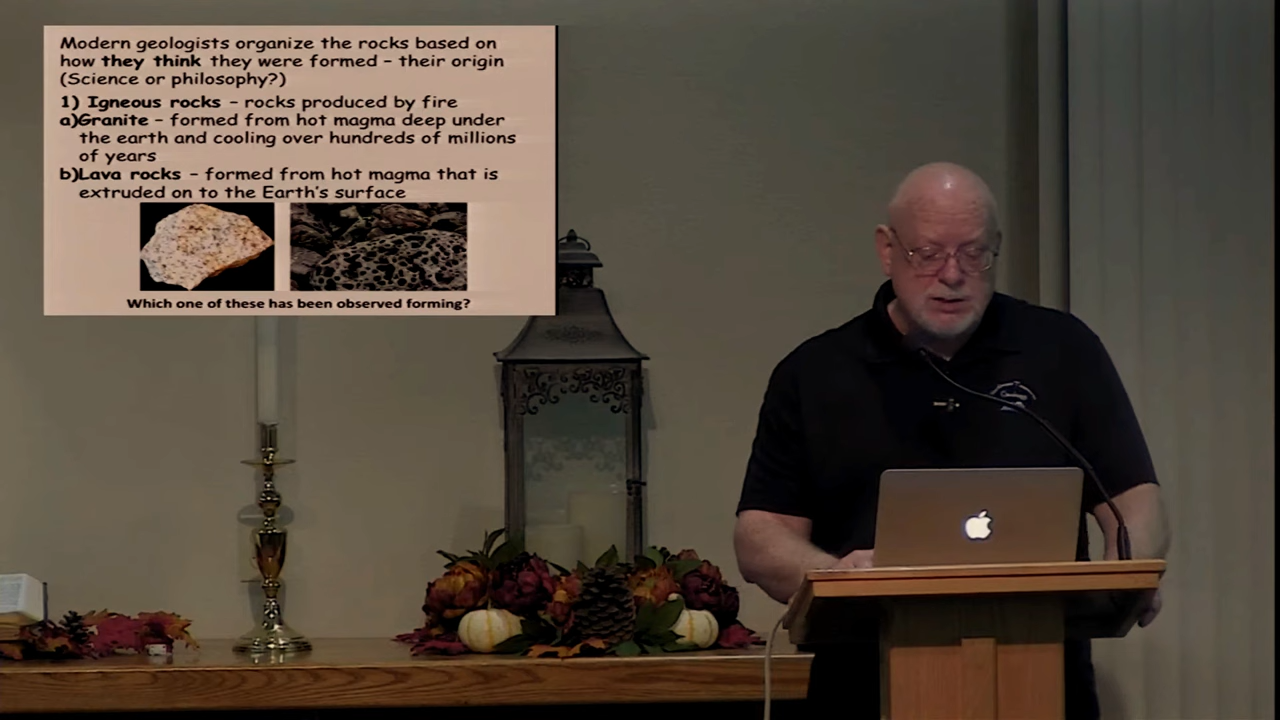 Modern geologists organize the rocks based on
how they think they were formed – their origin
(Science or philosophy?)
1) Igneous rocks – rocks produced by fire
a)Granite – formed from hot magma deep under
the earth and cooling over hundreds of millions
of years
b)Lava rocks – formed from hot magma that is
extruded on to the Earth's surface
Which one of these has been observed forming?